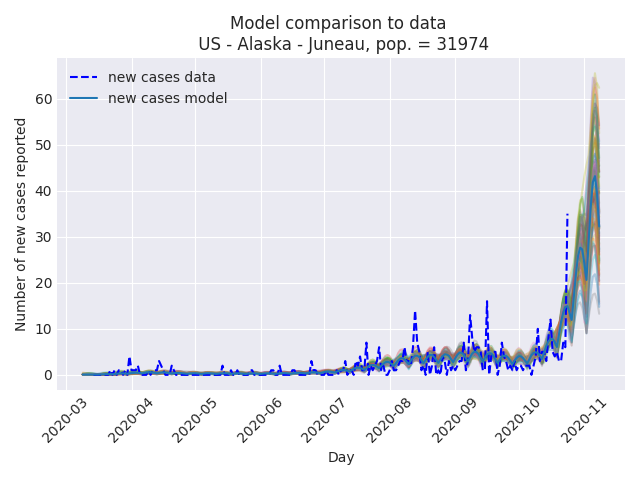 Model comparison to data
US - Alaska - Juneau, pop. = 31974
new cases data
new cases model
Number of new cases reported
60
50
40
30
20
10
0
2020-03
2020-04
2020-05
2020-06
2020-07
2020-08
2020-09
2020-10
2020-11
Day